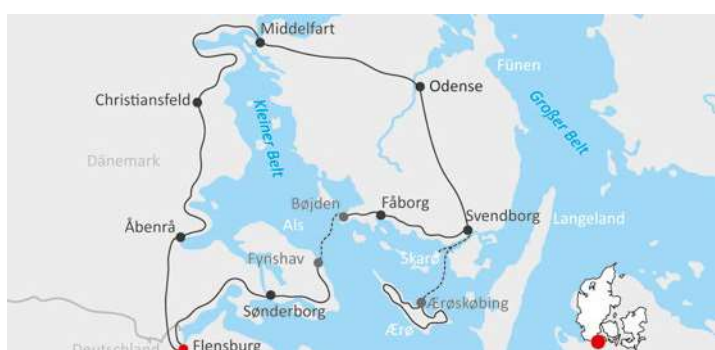 Middelfart
Fünen
Odense
Christiansfeld
Kleiner Belt
Großer Belt
Dänemark
Bøjden
Fåborg
Svendborg
Langeland
Åbenrå
Als
Fynshav
Skarø
Sønderborg
Ærøskøbing
Ærø
Deutschland
Flensburg